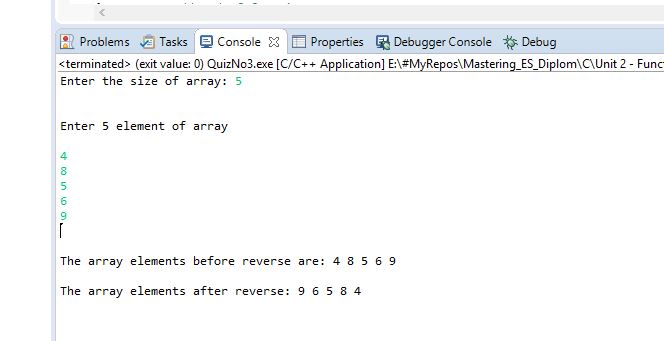 Problems Tasks Console Properties Debugger Console Debug
<terminated> (exit value: 0) QuizNo3.exe [C/C++ Application] E:\#MyRepos\Mastering_ES_Diplom\C\Unit 2 - Func
Enter the size of array: 5
Enter 5 element of array
4
8
5
6
9
The array elements before reverse are: 4 8 5 6 9
The array elements after reverse: 9 6 5 8 4